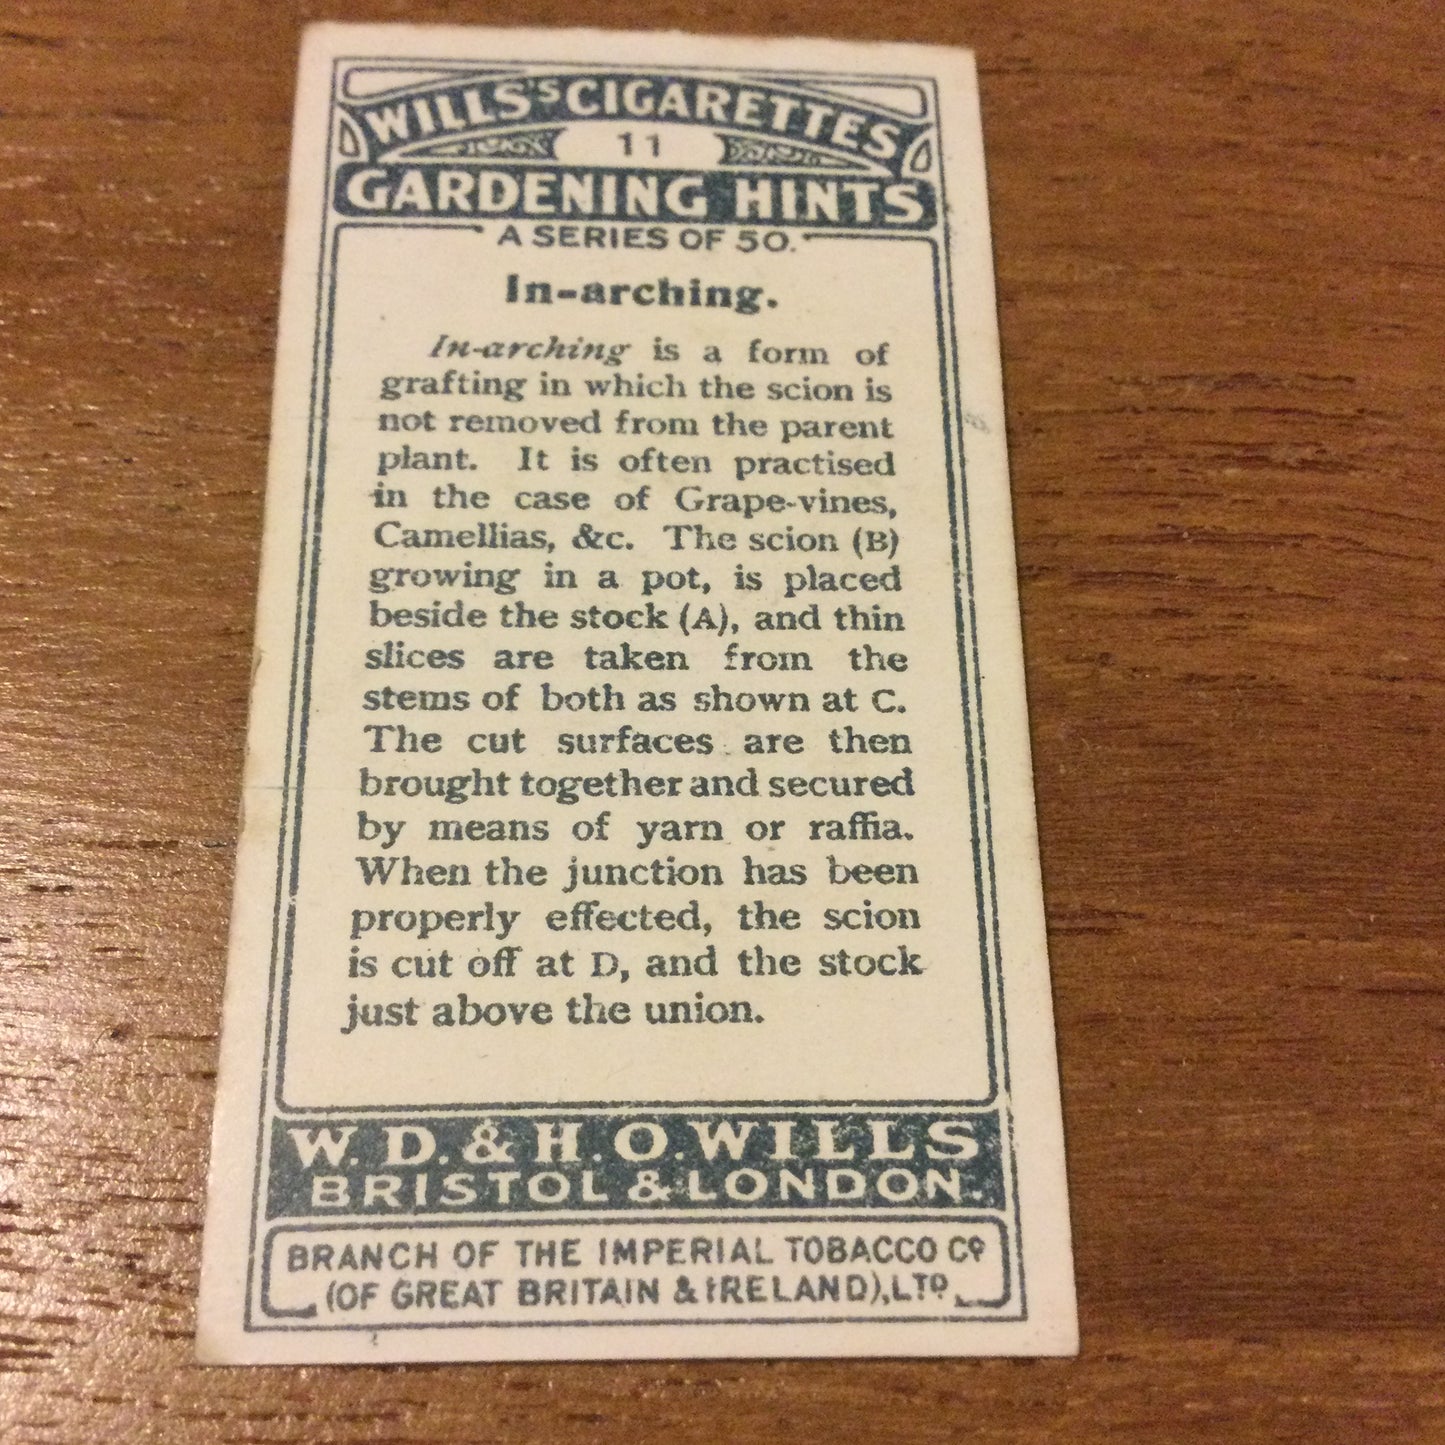 WILLS'S CIGARETTES
11
GARDENING HINTS
A SERIES OF 50.
In-arching.
In-arching is a form of
grafting in which the scion is
not removed from the parent
plant. It is often practised
in the case of Grape-vines,
Camellias, &c. The scion (B)
growing in a pot, is placed
beside the stock (A), and thin
slices are taken from the
stems of both as shown at C.
The cut surfaces are then
brought together and secured
by means of yarn or raffia.
When the junction has been
properly effected, the scion
is cut off at D, and the stock
just above the union.
W. D. & H. O. WILLS
BRISTOL & LONDON.
BRANCH OF THE IMPERIAL TOBACCO Co
(OF GREAT BRITAIN & IRELAND), LTD